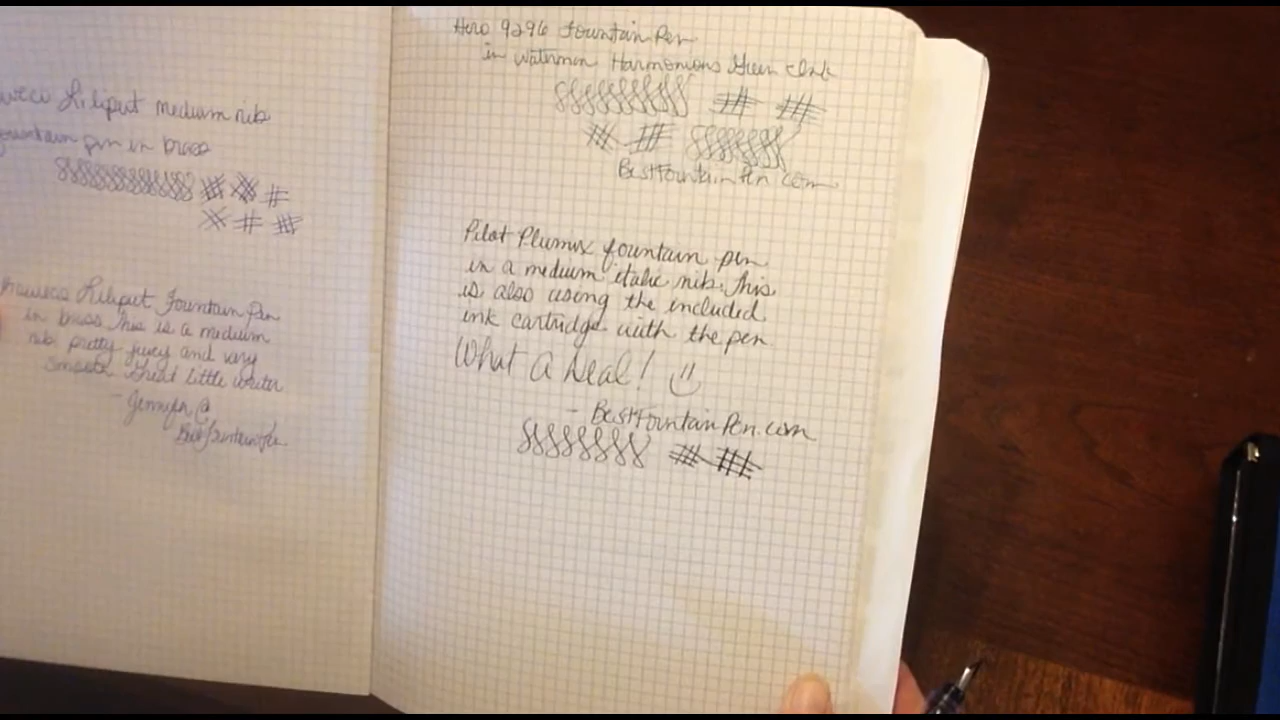 Liliput medium nib
fountain pen in brass
Kaweco Liliput Fountain Pen
in brass this is a medium
nib pretty juicy and very
smooth Great little writer
- Jennifer @
BestFountainPen
Hero 9296 Fountain Pen
in Waterman Harmonious Green Ink
BestFountainPen.com
Pilot Plumix fountain pen
in a medium italic nib. This
is also using the included
ink cartridge with the pen.
What A Deal! :)
- BestFountainPen.com